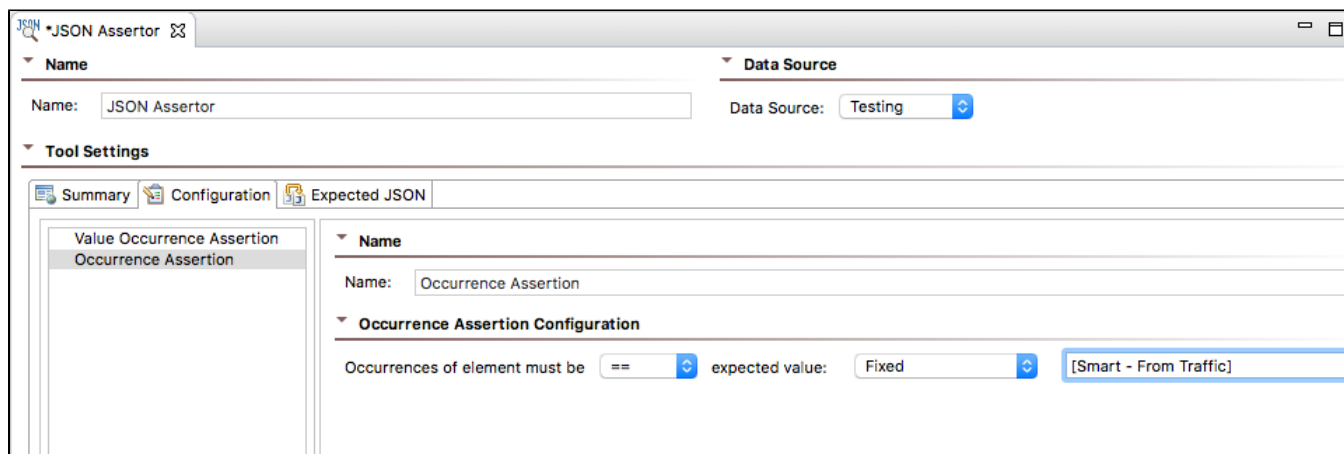 JSON *JSON Assertor
Name Data Source
Name: JSON Assertor Data Source: Testing
Tool Settings
Summary Configuration Expected JSON
Value Occurrence Assertion Name
Occurrence Assertion
Name: Occurrence Assertion
Occurrence Assertion Configuration
Occurrences of element must be == expected value: Fixed [Smart - From Traffic]